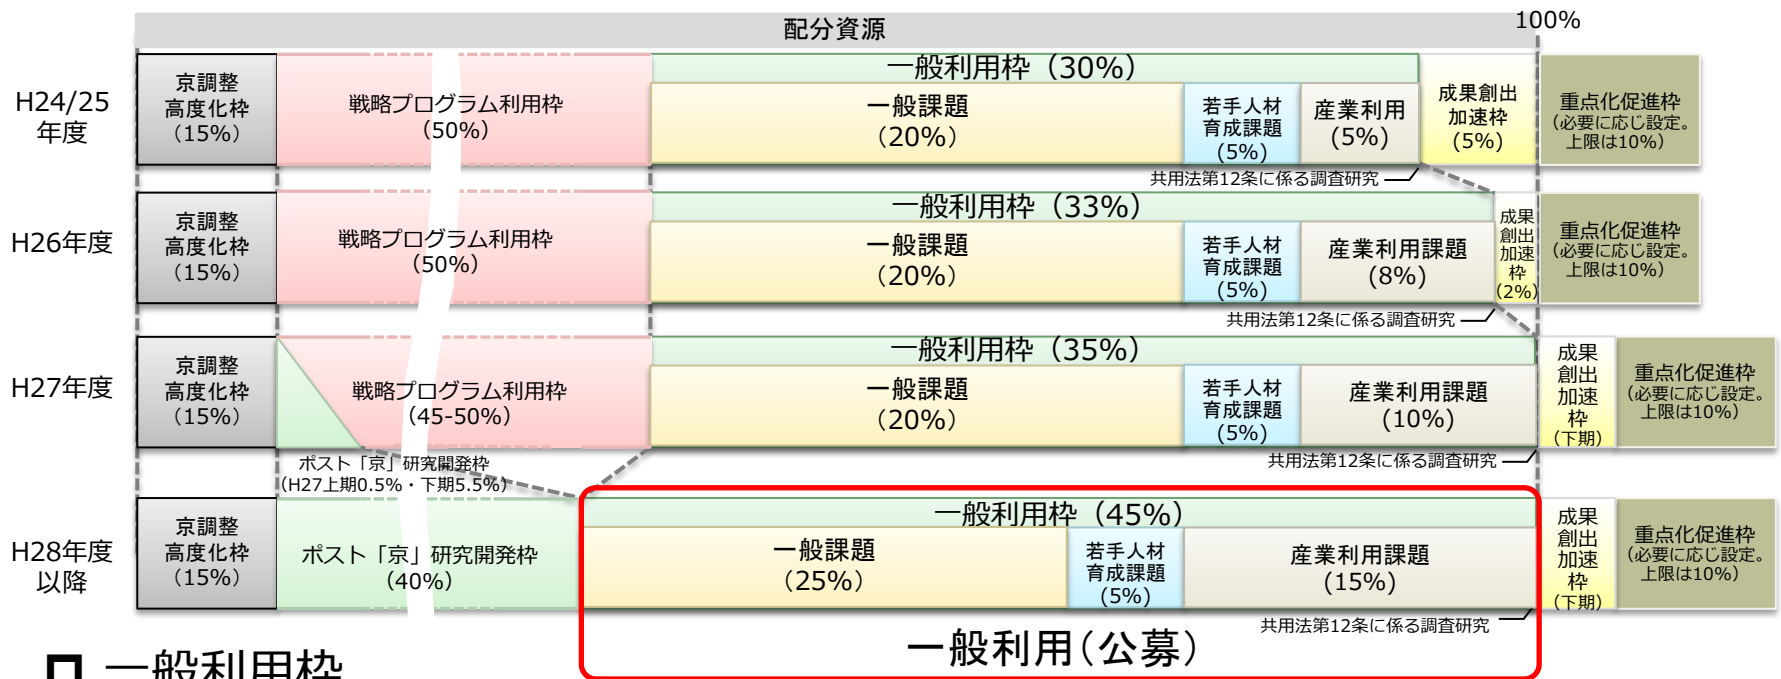 配分資源
100%
H24/25
年度
京調整
高度化枠
(15%)
戦略プログラム利用枠
(50%)
一般利用枠（30%）
一般課題
（20%）
若手人材
育成課題
(5%)
産業利用
(5%)
成果創出
加速枠
(5%)
重点化促進枠
(必要に応じ設定。
上限は10%)
共用法第12条に係る調査研究
H26年度
京調整
高度化枠
(15%)
戦略プログラム利用枠
(50%)
一般利用枠（33%）
一般課題
（20%）
若手人材
育成課題
(5%)
産業利用課題
(8%)
成果
創出
加速
枠
(2%)
重点化促進枠
(必要に応じ設定。
上限は10%)
共用法第12条に係る調査研究
H27年度
京調整
高度化枠
(15%)
戦略プログラム利用枠
(45-50%)
一般利用枠（35%）
一般課題
（20%）
若手人材
育成課題
(5%)
産業利用課題
(10%)
成果
創出
加速
枠
(下期)
重点化促進枠
(必要に応じ設定。
上限は10%)
ポスト「京」研究開発枠
（H27上期0.5%・下期5.5%）
共用法第12条に係る調査研究
H28年度
以降
京調整
高度化枠
(15%)
ポスト「京」研究開発枠
(40%)
一般利用枠（45%）
一般課題
（25%）
若手人材
育成課題
(5%)
産業利用課題
(15%)
成果
創出
加速
枠
(下期)
重点化促進枠
(必要に応じ設定。
上限は10%)
共用法第12条に係る調査研究
一般利用(公募)
一般利用枠